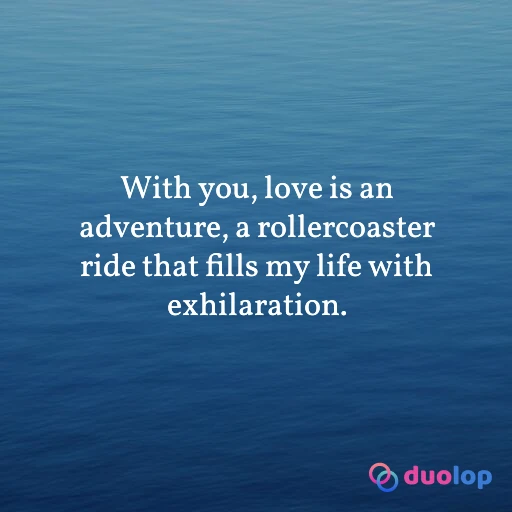 With you, love is an
adventure, a rollercoaster
ride that fills my life with
exhilaration.
duolop